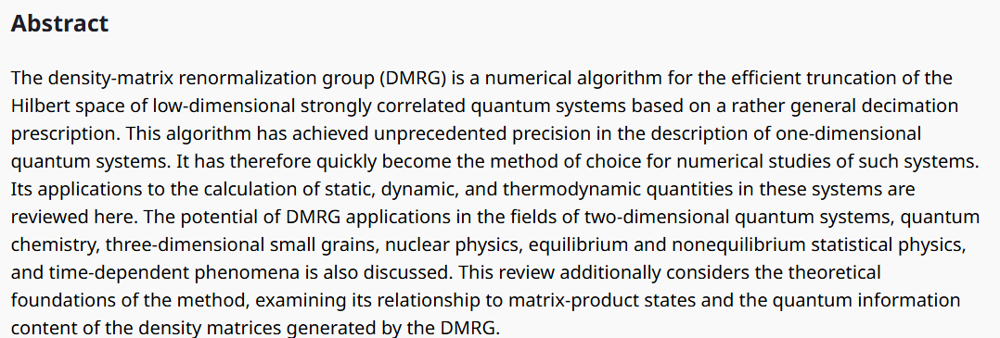 Abstract
The density-matrix renormalization group (DMRG) is a numerical algorithm for the efficient truncation of the
Hilbert space of low-dimensional strongly correlated quantum systems based on a rather general decimation
prescription. This algorithm has achieved unprecedented precision in the description of one-dimensional
quantum systems. It has therefore quickly become the method of choice for numerical studies of such systems.
Its applications to the calculation of static, dynamic, and thermodynamic quantities in these systems are
reviewed here. The potential of DMRG applications in the fields of two-dimensional quantum systems, quantum
chemistry, three-dimensional small grains, nuclear physics, equilibrium and nonequilibrium statistical physics,
and time-dependent phenomena is also discussed. This review additionally considers the theoretical
foundations of the method, examining its relationship to matrix-product states and the quantum information
content of the density matrices generated by the DMRG.